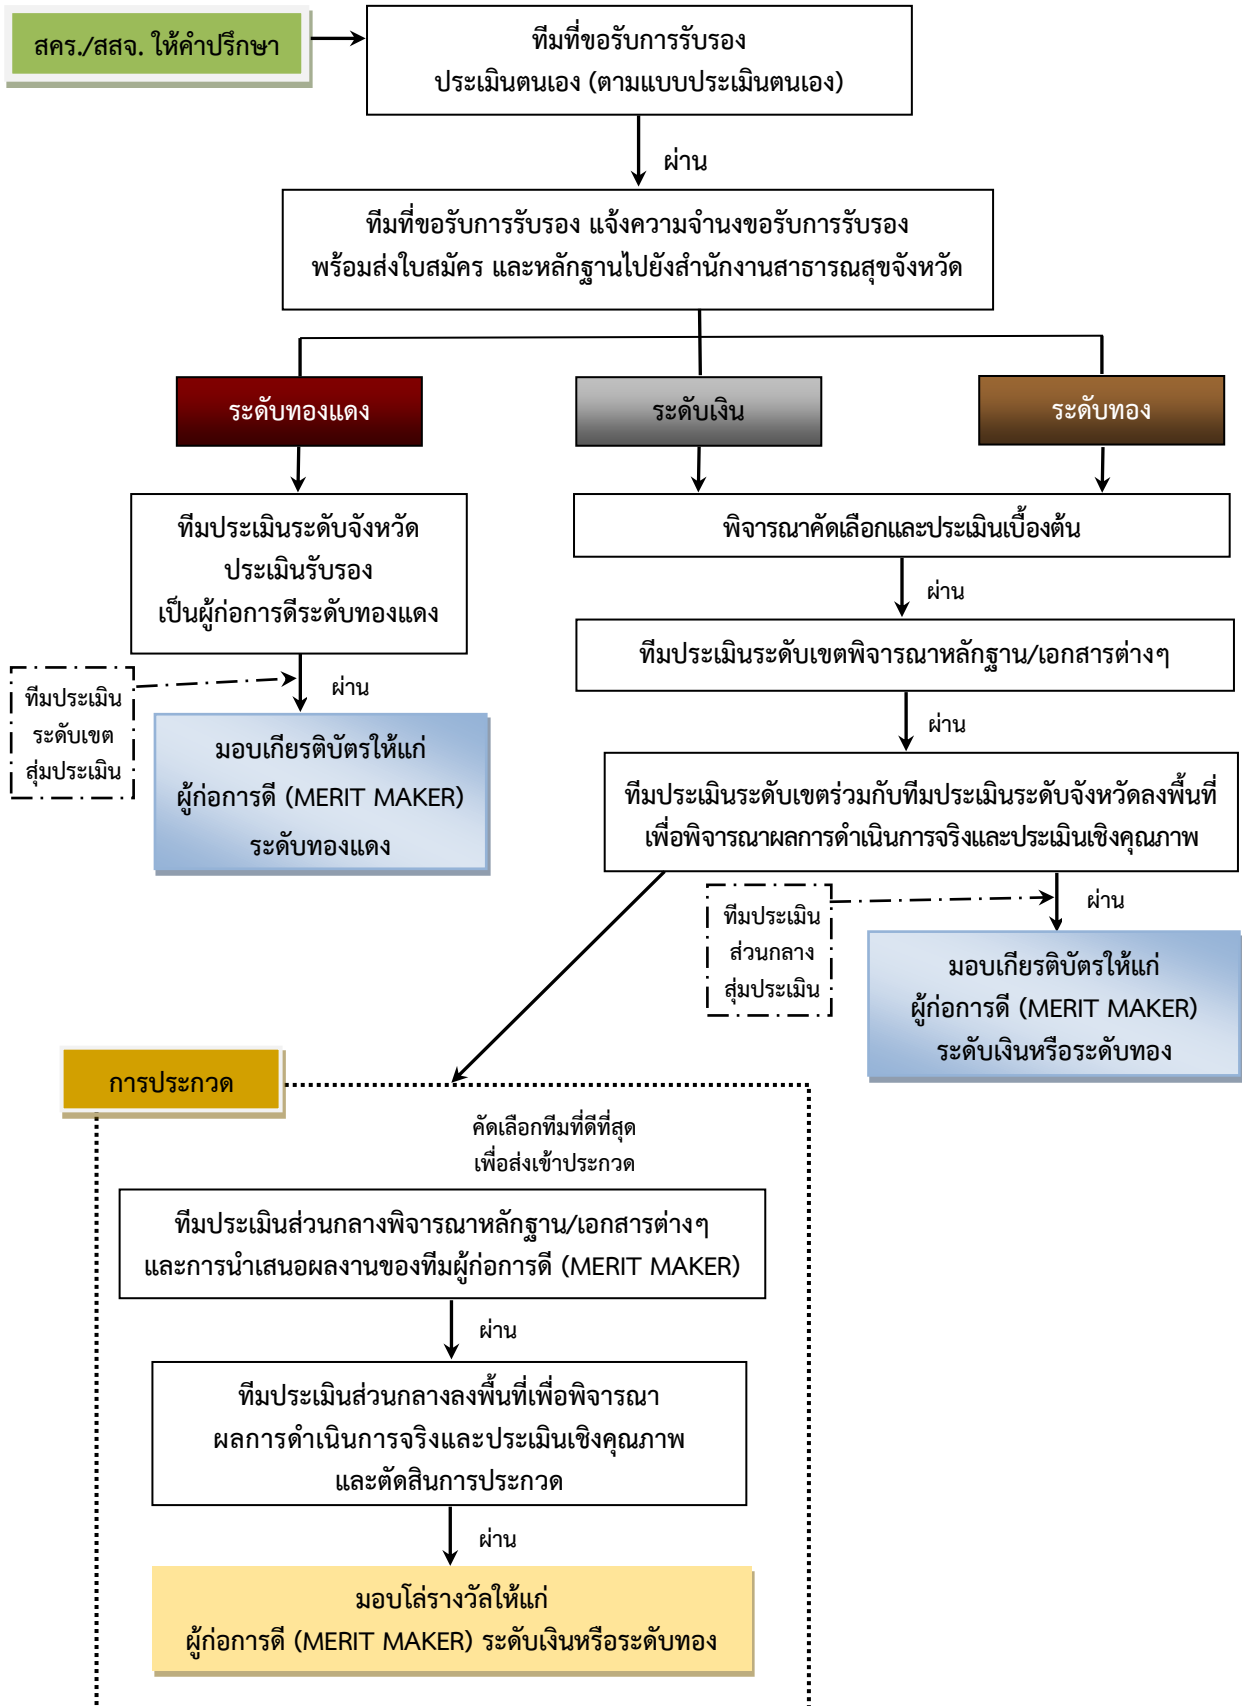 สคร./สสจ. ให้คำปรึกษา
ทีมที่ขอรับการรับรอง
ประเมินตนเอง (ตามแบบประเมินตนเอง)
ผ่าน
ทีมที่ขอรับการรับรอง แจ้งความจำนงขอรับการรับรอง
พร้อมส่งใบสมัคร และหลักฐานไปยังสำนักงานสาธารณสุขจังหวัด
ระดับทองแดง
ระดับเงิน
ระดับทอง
ทีมประเมินระดับจังหวัด
ประเมินรับรอง
เป็นผู้ก่อการดีระดับทองแดง
ทีมประเมิน
ระดับเขต
สุ่มประเมิน
ผ่าน
มอบเกียรติบัตรให้แก่
ผู้ก่อการดี (MERIT MAKER)
ระดับทองแดง
พิจารณาคัดเลือกและประเมินเบื้องต้น
ผ่าน
ทีมประเมินระดับเขตพิจารณาหลักฐาน/เอกสารต่างๆ
ผ่าน
ทีมประเมินระดับเขตร่วมกับทีมประเมินระดับจังหวัดลงพื้นที่
เพื่อพิจารณาผลการดำเนินการจริงและประเมินเชิงคุณภาพ
ทีมประเมิน
ส่วนกลาง
สุ่มประเมิน
ผ่าน
มอบเกียรติบัตรให้แก่
ผู้ก่อการดี (MERIT MAKER)
ระดับเงินหรือระดับทอง
การประกวด
คัดเลือกทีมที่ดีที่สุด
เพื่อส่งเข้าประกวด
ทีมประเมินส่วนกลางพิจารณาหลักฐาน/เอกสารต่างๆ
และการนำเสนอผลงานของทีมผู้ก่อการดี (MERIT MAKER)
ผ่าน
ทีมประเมินส่วนกลางลงพื้นที่เพื่อพิจารณา
ผลการดำเนินการจริงและประเมินเชิงคุณภาพ
และตัดสินการประกวด
ผ่าน
มอบโล่รางวัลให้แก่
ผู้ก่อการดี (MERIT MAKER) ระดับเงินหรือระดับทอง